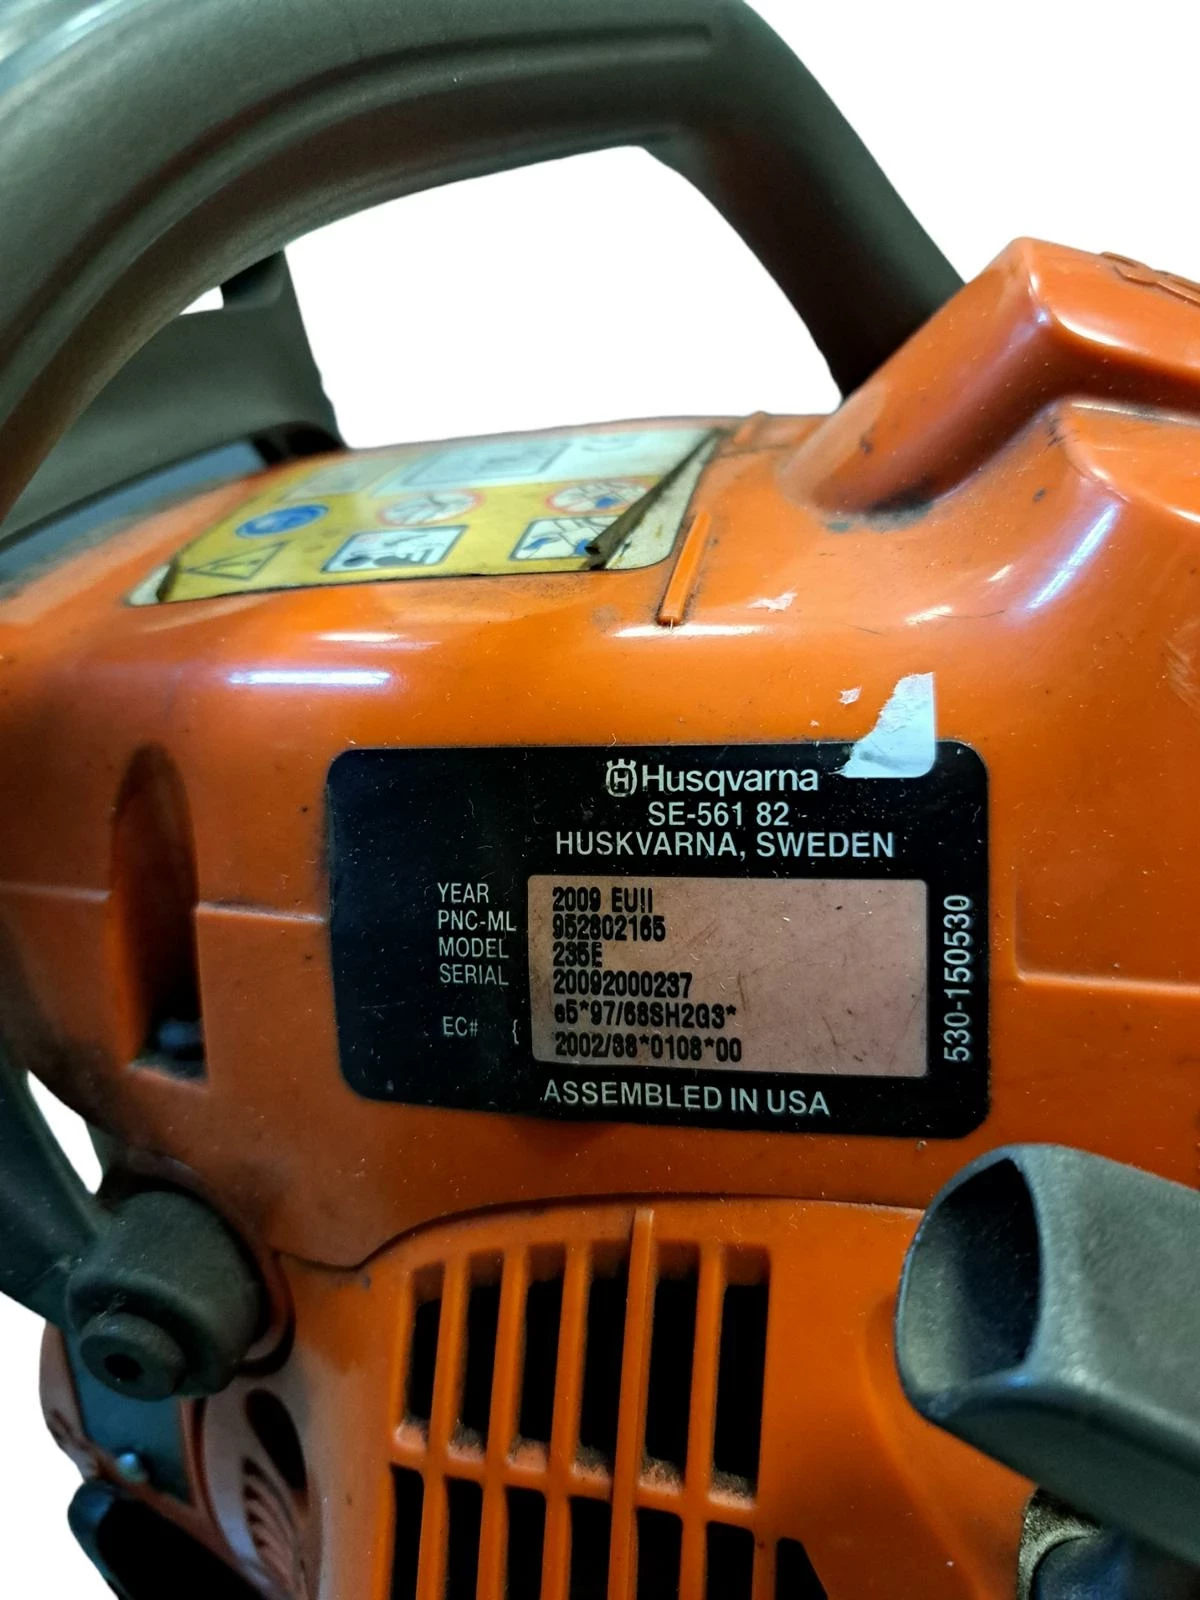 Husqvarna
SE-561 82
HUSKVARNA, SWEDEN
YEAR 2009 EUII
PNC-ML 952802165
MODEL 235E
SERIAL 20092000237
EC# { e5*97/68SH2G3*
2002/88*0108*00
530-150530
ASSEMBLED IN USA